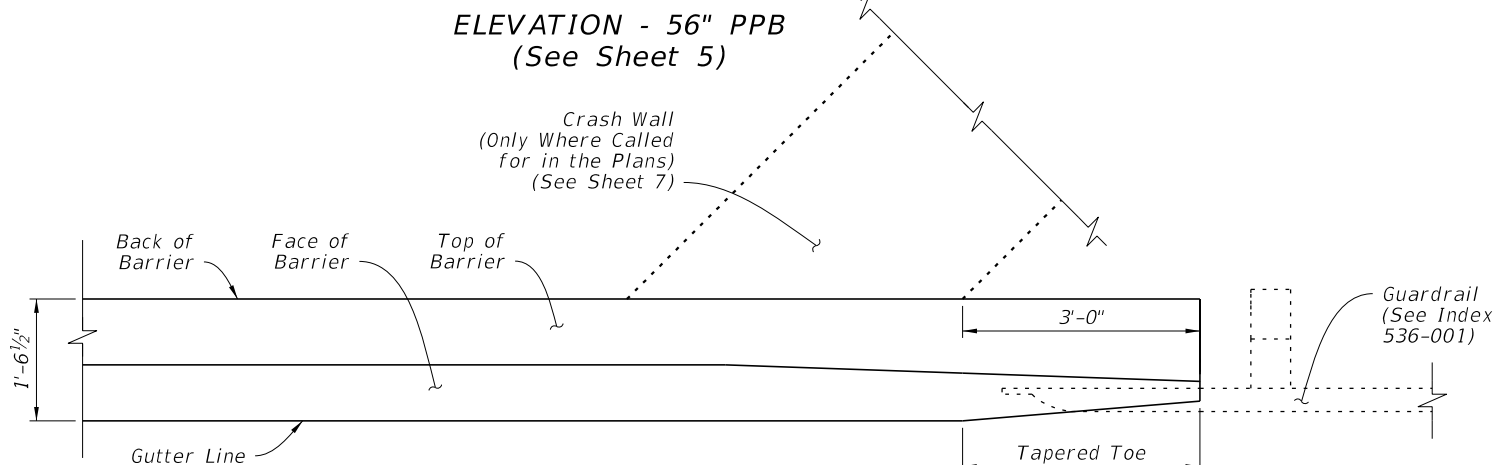 ELEVATION - 56" PPB
(See Sheet 5)
Crash Wall
(Only Where Called
for in the Plans)
(See Sheet 7)
Back of
Barrier
Face of
Barrier
Top of
Barrier
1'-6½"
3'-0"
Guardrail
(See Index
536-001)
Gutter Line
Tapered Toe